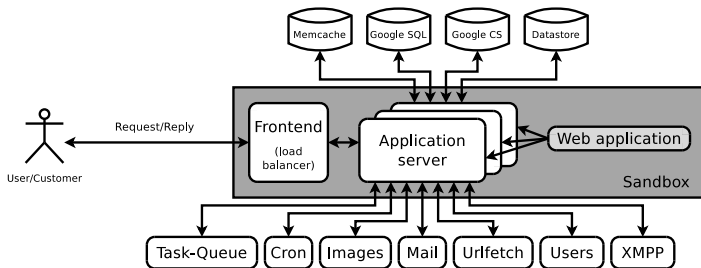 Memcache
Google SQL
Google CS
Datastore
Request/Reply
User/Customer
Frontend
(load
balancer)
Application
server
Web application
Sandbox
Task-Queue
Cron
Images
Mail
Urlfetch
Users
XMPP